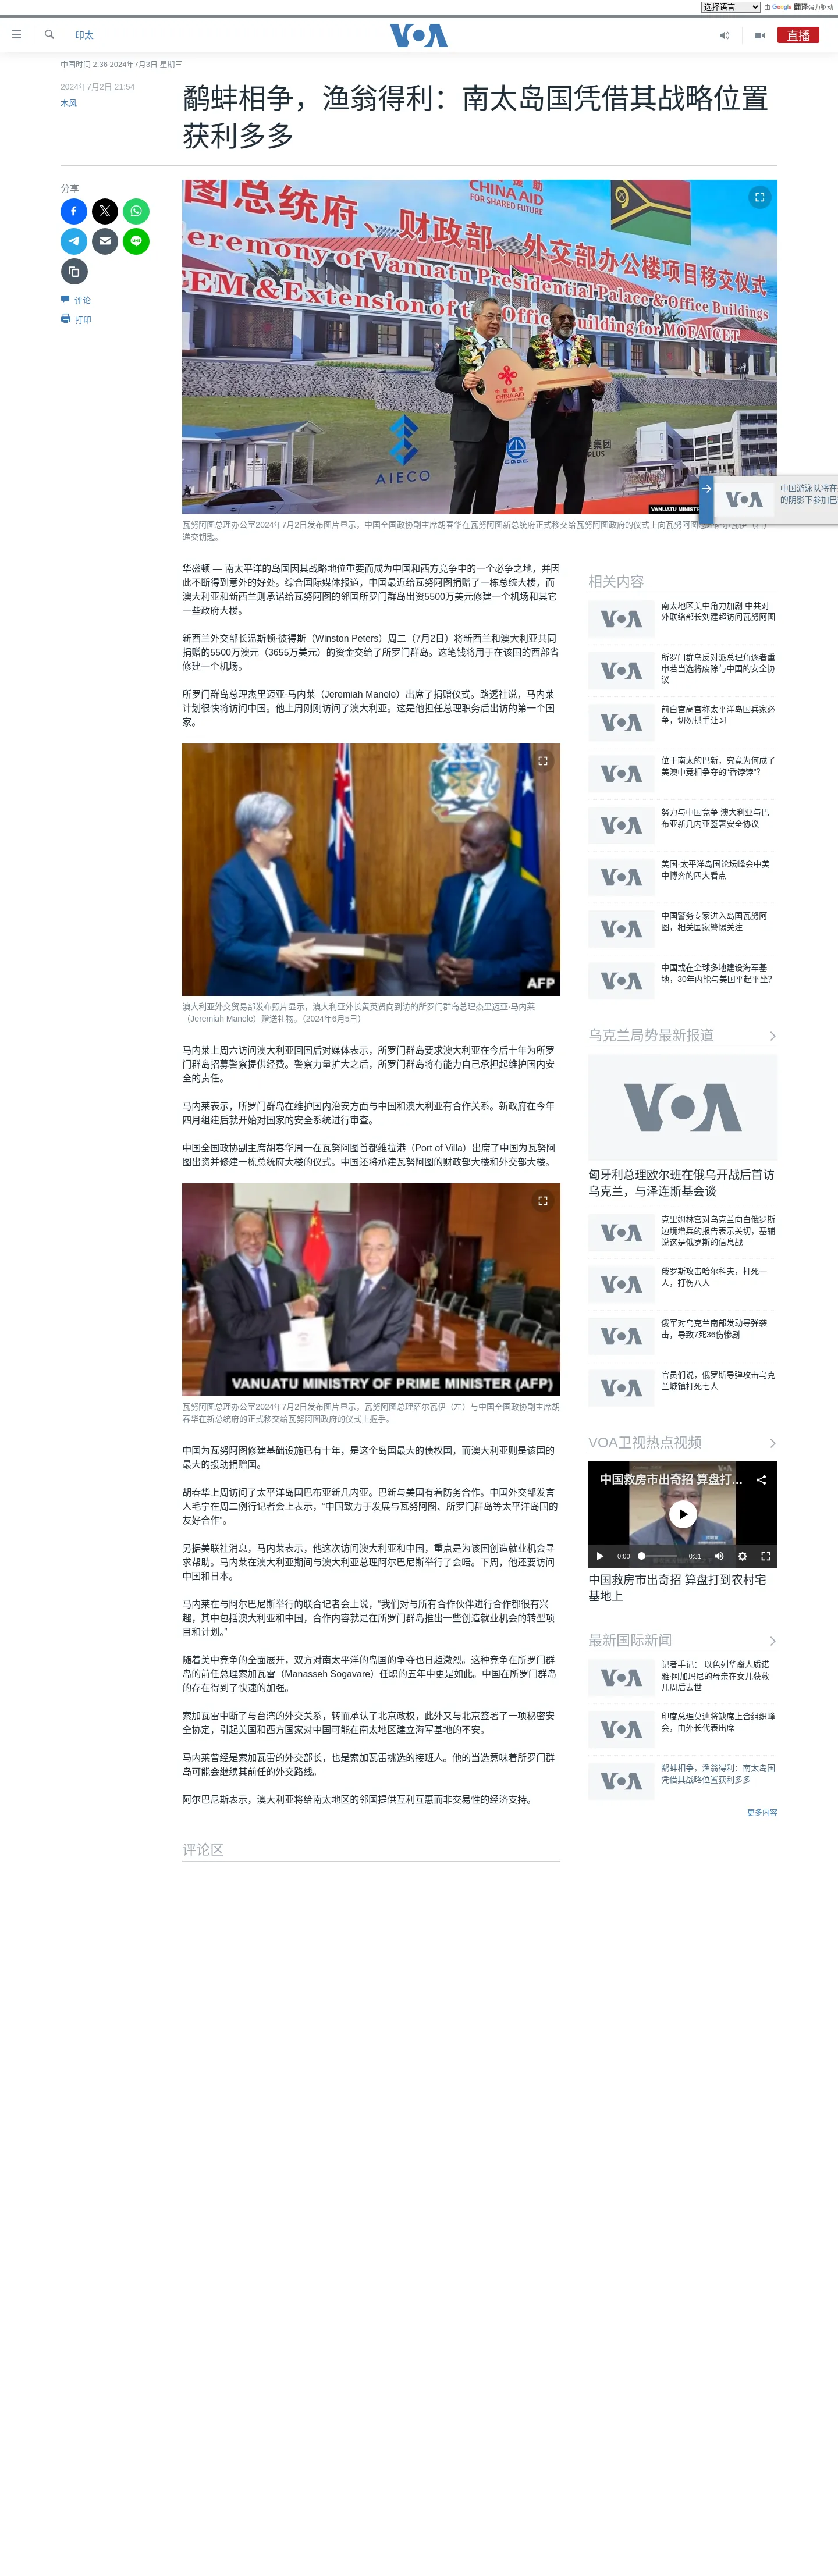 选择语言
由 Google 翻译强力驱动
印太
VOA
直播
中国时间 2:36 2024年7月3日 星期三
2024年7月2日 21:54
木风
鹬蚌相争，渔翁得利：南太岛国凭借其战略位置
获利多多
分享
评论
打印
援 助
CHINA AID
FOR SHARED FUTURE
图总统府、财政部、外交部办公楼项目移交仪式
eremony of Vanuatu Presidential Palace & Office Buildings
EM & Extension of the Office Building for MOFAICET
CHINA AID
AIECO
集团
PLUS
瓦努阿图总理办公室2024年7月2日发布图片显示，中国全国政协副主席胡春华在瓦努阿图新总统府正式移交给瓦努阿图政府的仪式上向瓦努阿图总理萨尔瓦伊（右）
递交钥匙。
中国游泳队将在
的阴影下参加巴
华盛顿 — 南太平洋的岛国因其战略地位重要而成为中国和西方竞争中的一个必争之地，并因
此不断得到意外的好处。综合国际媒体报道，中国最近给瓦努阿图捐赠了一栋总统大楼，而
澳大利亚和新西兰则承诺给瓦努阿图的邻国所罗门群岛出资5500万美元修建一个机场和其它
一些政府大楼。
新西兰外交部长温斯顿·彼得斯（Winston Peters）周二（7月2日）将新西兰和澳大利亚共同
捐赠的5500万澳元（3655万美元）的资金交给了所罗门群岛。这笔钱将用于在该国的西部省
修建一个机场。
所罗门群岛总理杰里迈亚·马内莱（Jeremiah Manele）出席了捐赠仪式。路透社说，马内莱
计划很快将访问中国。他上周刚刚访问了澳大利亚。这是他担任总理职务后出访的第一个国
家。
AFP
澳大利亚外交贸易部发布照片显示，澳大利亚外长黄英贤向到访的所罗门群岛总理杰里迈亚·马内莱
（Jeremiah Manele）赠送礼物。（2024年6月5日）
马内莱上周六访问澳大利亚回国后对媒体表示，所罗门群岛要求澳大利亚在今后十年为所罗
门群岛招募警察提供经费。警察力量扩大之后，所罗门群岛将有能力自己承担起维护国内安
全的责任。
马内莱表示，所罗门群岛在维护国内治安方面与中国和澳大利亚有合作关系。新政府在今年
四月组建后就开始对国家的安全系统进行审查。
中国全国政协副主席胡春华周一在瓦努阿图首都维拉港（Port of Villa）出席了中国为瓦努阿
图出资并修建一栋总统府大楼的仪式。中国还将承建瓦努阿图的财政部大楼和外交部大楼。
VANUATU MINISTRY OF PRIME MINISTER (AFP)
瓦努阿图总理办公室2024年7月2日发布图片显示，瓦努阿图总理萨尔瓦伊（左）与中国全国政协副主席胡
春华在新总统府的正式移交给瓦努阿图政府的仪式上握手。
中国为瓦努阿图修建基础设施已有十年，是这个岛国最大的债权国，而澳大利亚则是该国的
最大的援助捐赠国。
胡春华上周访问了太平洋岛国巴布亚新几内亚。巴新与美国有着防务合作。中国外交部发言
人毛宁在周二例行记者会上表示，“中国致力于发展与瓦努阿图、所罗门群岛等太平洋岛国的
友好合作”。
另据美联社消息，马内莱表示，他这次访问澳大利亚和中国，重点是为该国创造就业机会寻
求帮助。马内莱在澳大利亚期间与澳大利亚总理阿尔巴尼斯举行了会晤。下周，他还要访问
中国和日本。
马内莱在与阿尔巴尼斯举行的联合记者会上说，“我们对与所有合作伙伴进行合作都很有兴
趣，其中包括澳大利亚和中国，合作内容就是在所罗门群岛推出一些创造就业机会的转型项
目和计划。”
随着美中竞争的全面展开，双方对南太平洋的岛国的争夺也日趋激烈。这种竞争在所罗门群
岛的前任总理索加瓦雷（Manasseh Sogavare）任职的五年中更是如此。中国在所罗门群岛
的存在得到了快速的加强。
索加瓦雷中断了与台湾的外交关系，转而承认了北京政权，此外又与北京签署了一项秘密安
全协定，引起美国和西方国家对中国可能在南太地区建立海军基地的不安。
马内莱曾经是索加瓦雷的外交部长，也是索加瓦雷挑选的接班人。他的当选意味着所罗门群
岛可能会继续其前任的外交路线。
阿尔巴尼斯表示，澳大利亚将给南太地区的邻国提供互利互惠而非交易性的经济支持。
评论区
相关内容
南太地区美中角力加剧 中共对
外联络部长刘建超访问瓦努阿图
所罗门群岛反对派总理角逐者重
申若当选将废除与中国的安全协
议
前白宫高官称太平洋岛国兵家必
争，切勿拱手让习
位于南太的巴新，究竟为何成了
美澳中竞相争夺的“香饽饽”？
努力与中国竞争 澳大利亚与巴
布亚新几内亚签署安全协议
美国-太平洋岛国论坛峰会中美
中博弈的四大看点
中国警务专家进入岛国瓦努阿
图，相关国家警惕关注
中国或在全球多地建设海军基
地，30年内能与美国平起平坐？
乌克兰局势最新报道
VOA
匈牙利总理欧尔班在俄乌开战后首访
乌克兰，与泽连斯基会谈
克里姆林宫对乌克兰向白俄罗斯
边境增兵的报告表示关切，基辅
说这是俄罗斯的信息战
俄罗斯攻击哈尔科夫，打死一
人，打伤八人
俄军对乌克兰南部发动导弹袭
击，导致7死36伤惨剧
官员们说，俄罗斯导弹攻击乌克
兰城镇打死七人
VOA卫视热点视频
中国救房市出奇招 算盘打…
0:00
0:31
中国救房市出奇招 算盘打到农村宅
基地上
最新国际新闻
记者手记： 以色列华裔人质诺
雅·阿加玛尼的母亲在女儿获救
几周后去世
印度总理莫迪将缺席上合组织峰
会，由外长代表出席
鹬蚌相争，渔翁得利：南太岛国
凭借其战略位置获利多多
更多内容